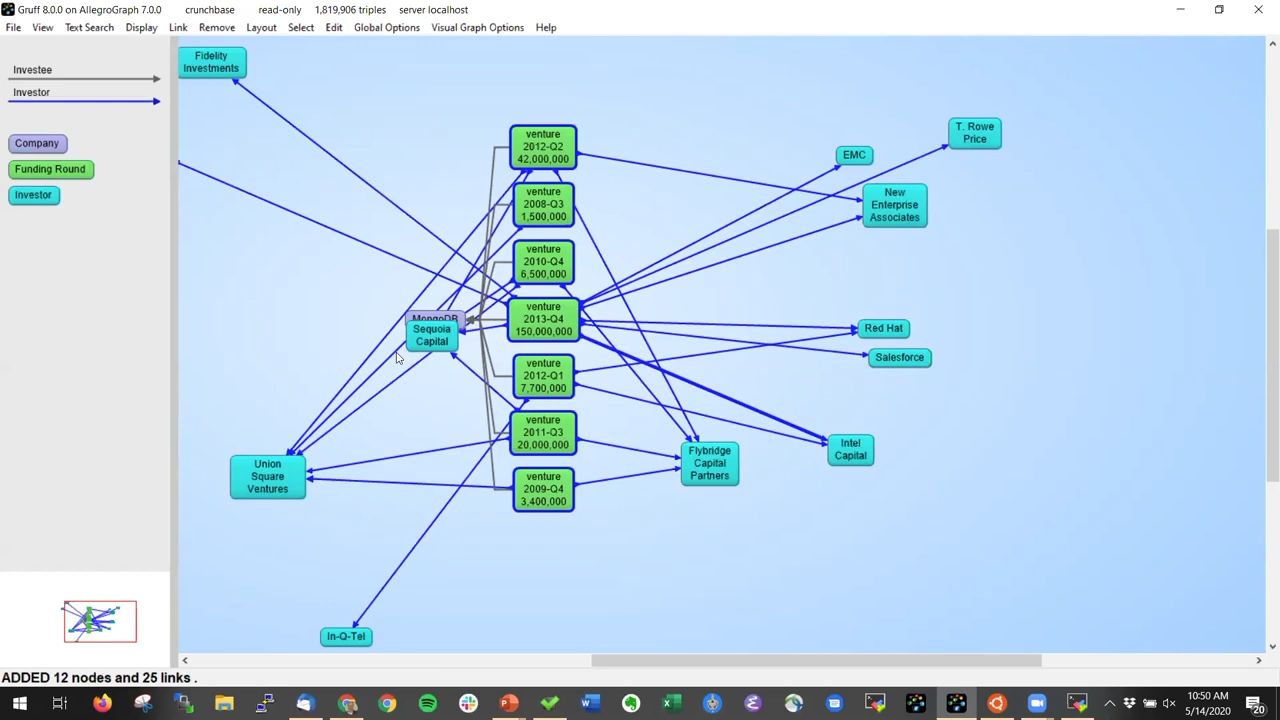 Gruff 8.0.0 on AllegroGraph 7.0.0 crunchbase read-only 1,819,906 triples server localhost
File View Text Search Display Link Remove Layout Select Edit Global Options Visual Graph Options Help
Investee
Investor
Company
Funding Round
Investor
Fidelity
Investments
venture
2012-Q2
42,000,000
venture
2008-Q3
1,500,000
venture
2010-Q4
6,500,000
venture
2013-Q4
150,000,000
venture
2012-Q1
7,700,000
venture
2011-Q3
20,000,000
venture
2009-Q4
3,400,000
MongoDB
Sequoia
Capital
Union
Square
Ventures
In-Q-Tel
EMC
T. Rowe
Price
New
Enterprise
Associates
Red Hat
Salesforce
Intel
Capital
Flybridge
Capital
Partners
ADDED 12 nodes and 25 links .
10:50 AM
5/14/2020
20